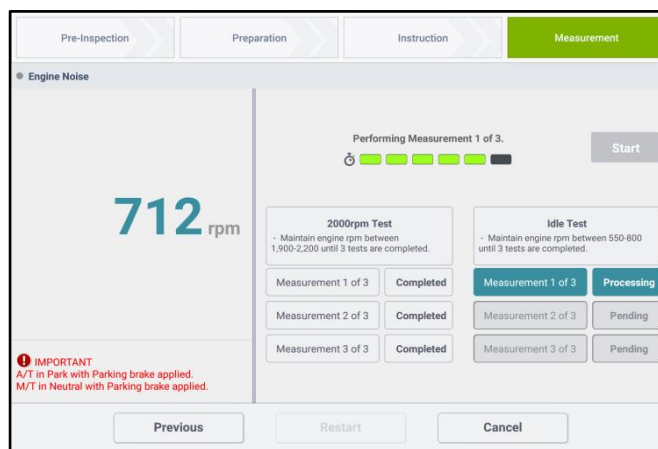 Pre-Inspection
Preparation
Instruction
Measurement
Engine Noise
712 rpm
IMPORTANT
A/T in Park with Parking brake applied.
M/T in Neutral with Parking brake applied.
Performing Measurement 1 of 3.
Start
2000rpm Test
- Maintain engine rpm between
1,900-2,200 until 3 tests are completed.
Measurement 1 of 3 Completed
Measurement 2 of 3 Completed
Measurement 3 of 3 Completed
Idle Test
- Maintain engine rpm between 550-800
until 3 tests are completed.
Measurement 1 of 3 Processing
Measurement 2 of 3 Pending
Measurement 3 of 3 Pending
Previous
Restart
Cancel